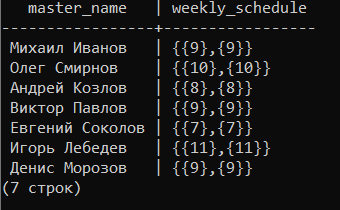 master_name | weekly_schedule
-----------------+-----------------
Михаил Иванов | {{9},{9}}
Олег Смирнов | {{10},{10}}
Андрей Козлов | {{8},{8}}
Виктор Павлов | {{9},{9}}
Евгений Соколов | {{7},{7}}
Игорь Лебедев | {{11},{11}}
Денис Морозов | {{9},{9}}
(7 строк)